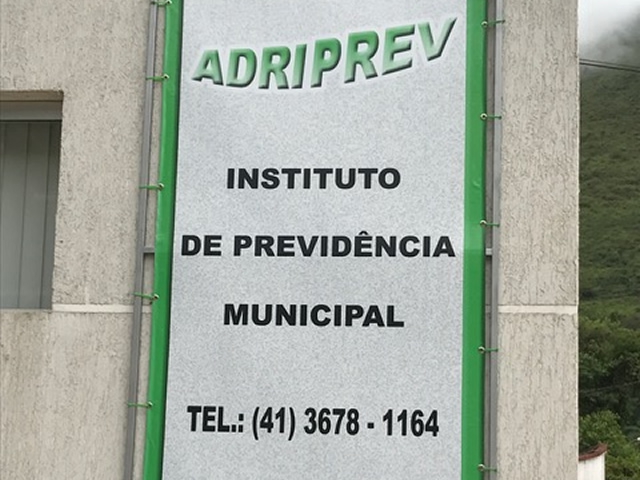 ADRIPREV
INSTITUTO
DE PREVIDÊNCIA
MUNICIPAL
TEL.: (41) 3678 - 1164